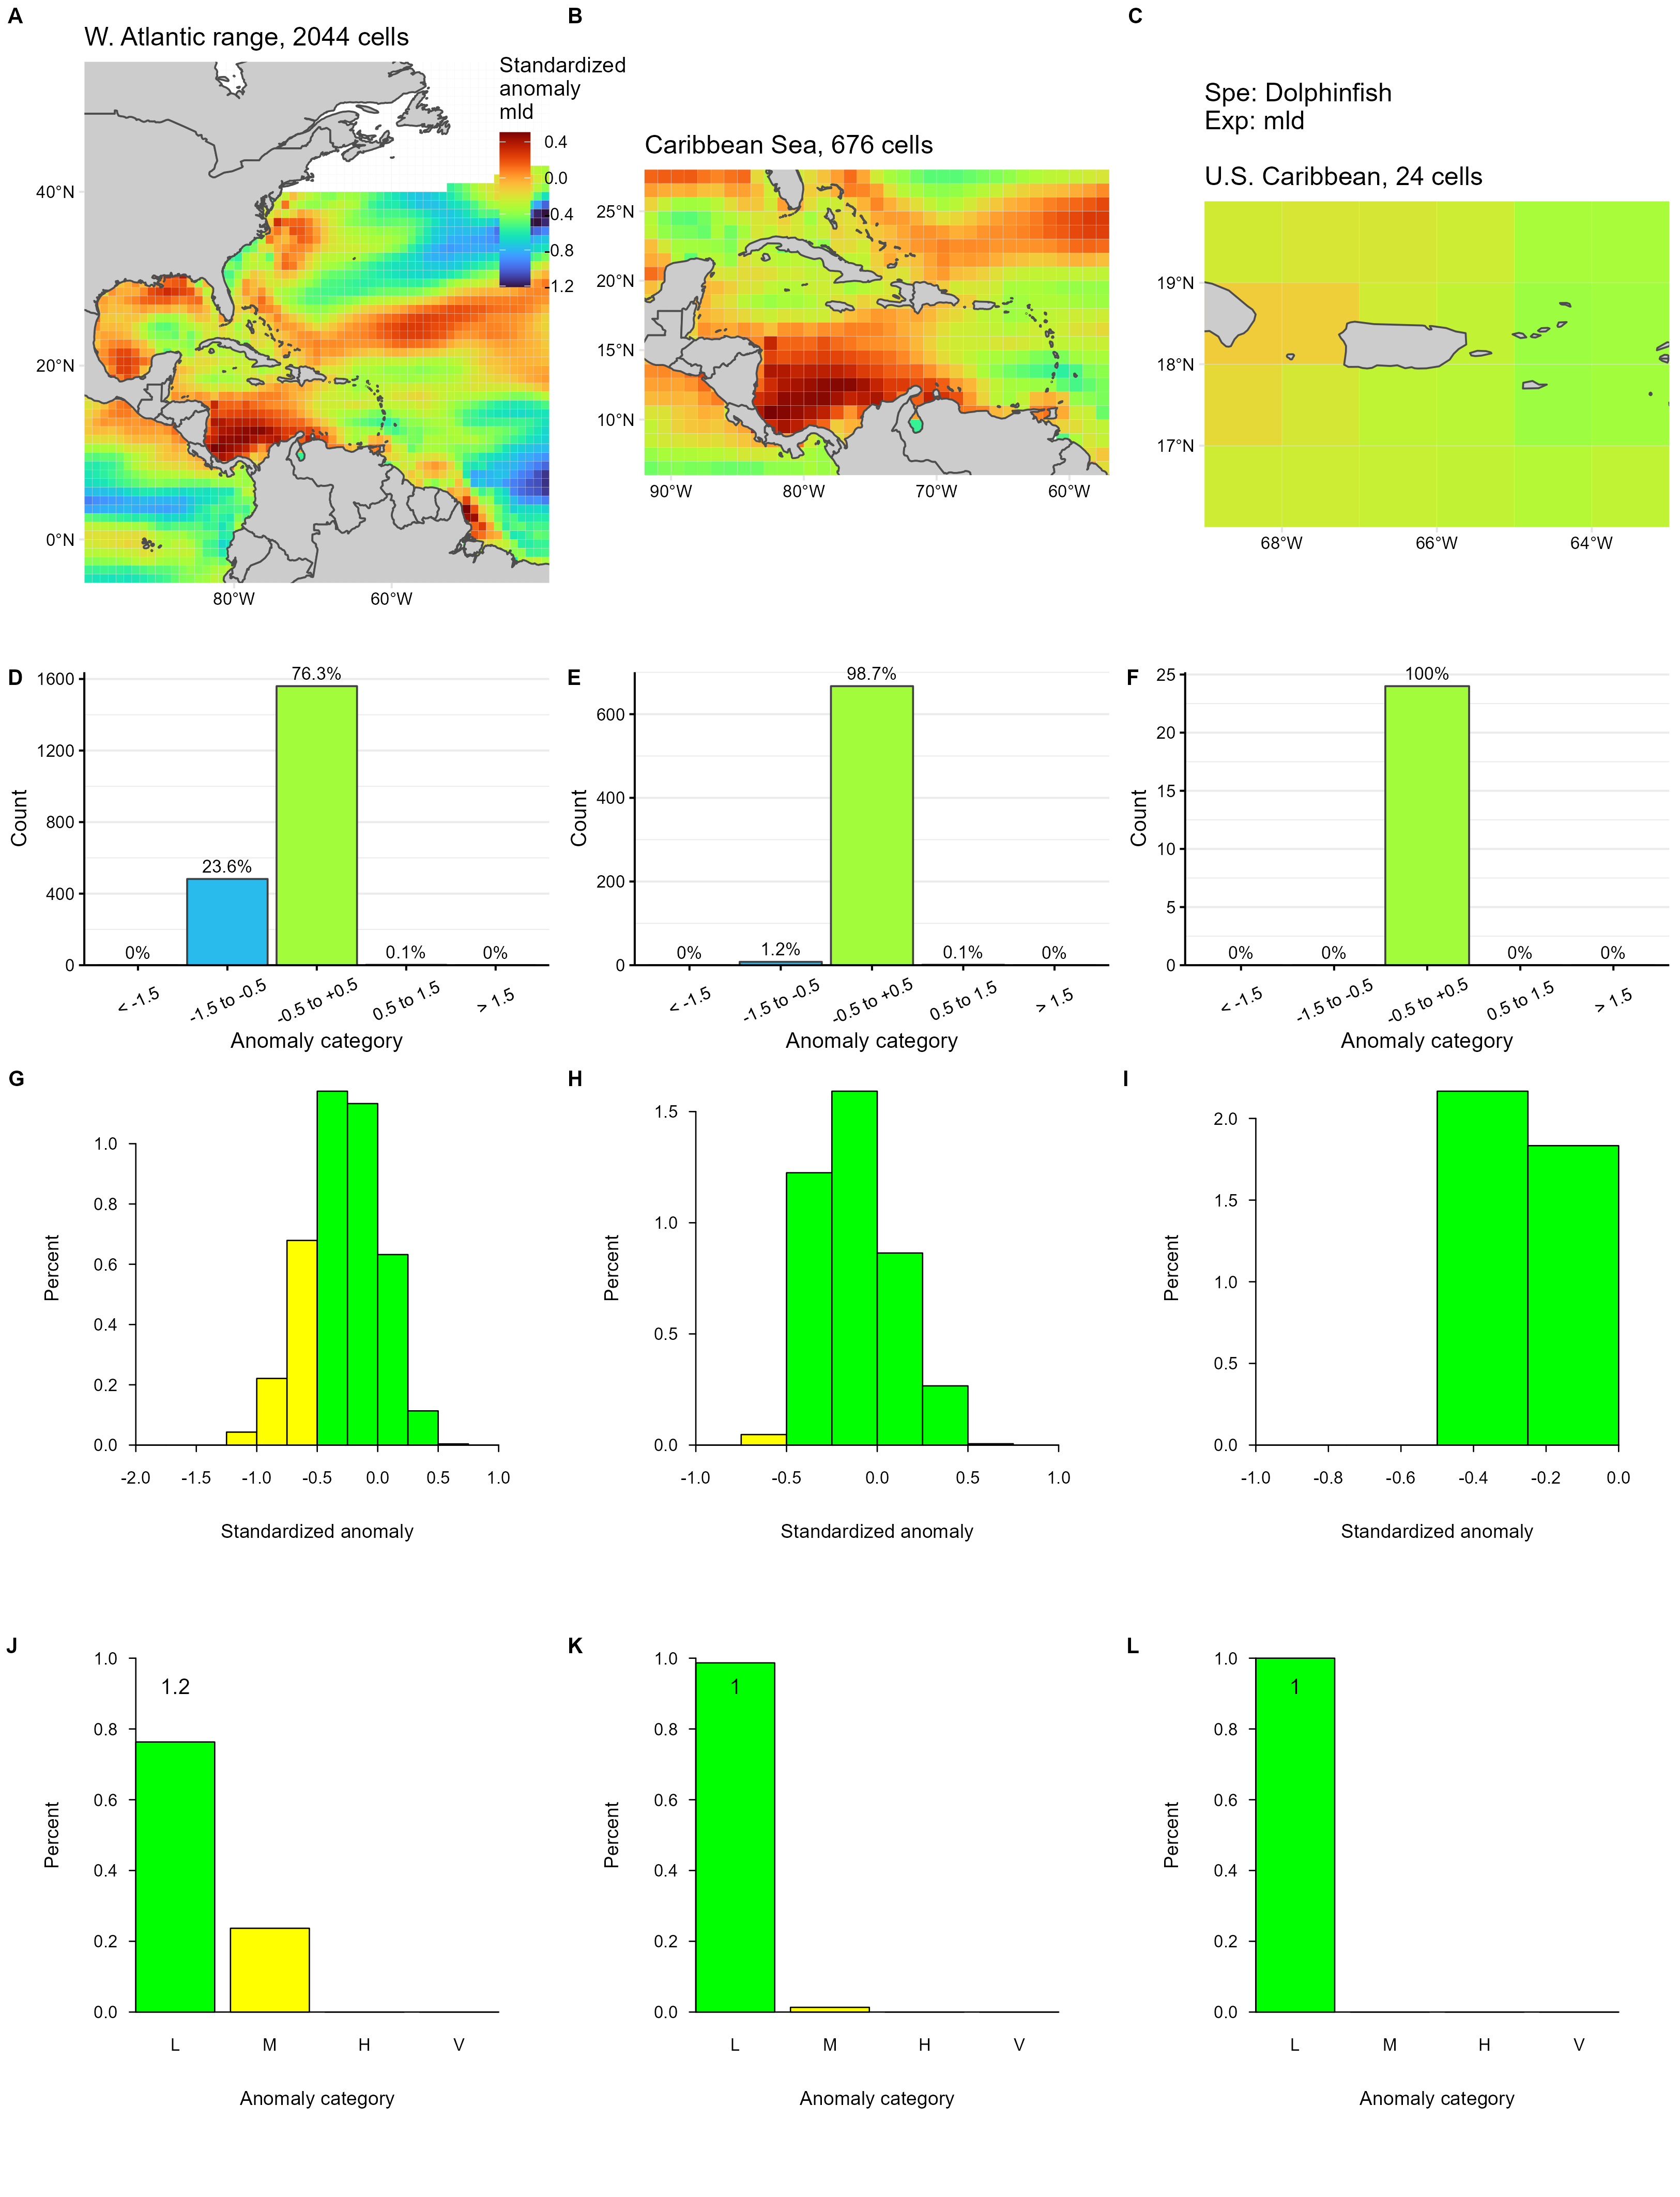 A
B
C
W. Atlantic range, 2044 cells
Standardized
anomaly
mld
0.4
0.0
-0.4
-0.8
-1.2
40°N
20°N
0°N
80°W
60°W
Caribbean Sea, 676 cells
25°N
20°N
15°N
10°N
90°W
80°W
70°W
60°W
Spe: Dolphinfish
Exp: mld
U.S. Caribbean, 24 cells
19°N
18°N
17°N
68°W
66°W
64°W
D
Count
1600
1200
800
400
0
0%
23.6%
76.3%
0.1%
0%
< -1.5
-1.5 to -0.5
-0.5 to +0.5
0.5 to 1.5
> 1.5
Anomaly category
E
Count
600
400
200
0
0%
1.2%
98.7%
0.1%
0%
< -1.5
-1.5 to -0.5
-0.5 to +0.5
0.5 to 1.5
> 1.5
Anomaly category
F
Count
25
20
15
10
5
0
0%
0%
100%
0%
0%
< -1.5
-1.5 to -0.5
-0.5 to +0.5
0.5 to 1.5
> 1.5
Anomaly category
G
Percent
1.0
0.8
0.6
0.4
0.2
0.0
-2.0
-1.5
-1.0
-0.5
0.0
0.5
1.0
Standardized anomaly
H
Percent
1.5
1.0
0.5
0.0
-1.0
-0.5
0.0
0.5
1.0
Standardized anomaly
I
Percent
2.0
1.5
1.0
0.5
0.0
-1.0
-0.8
-0.6
-0.4
-0.2
0.0
Standardized anomaly
J
Percent
1.0
0.8
0.6
0.4
0.2
0.0
1.2
L
M
H
V
Anomaly category
K
Percent
1.0
0.8
0.6
0.4
0.2
0.0
1
L
M
H
V
Anomaly category
L
Percent
1.0
0.8
0.6
0.4
0.2
0.0
1
L
M
H
V
Anomaly category